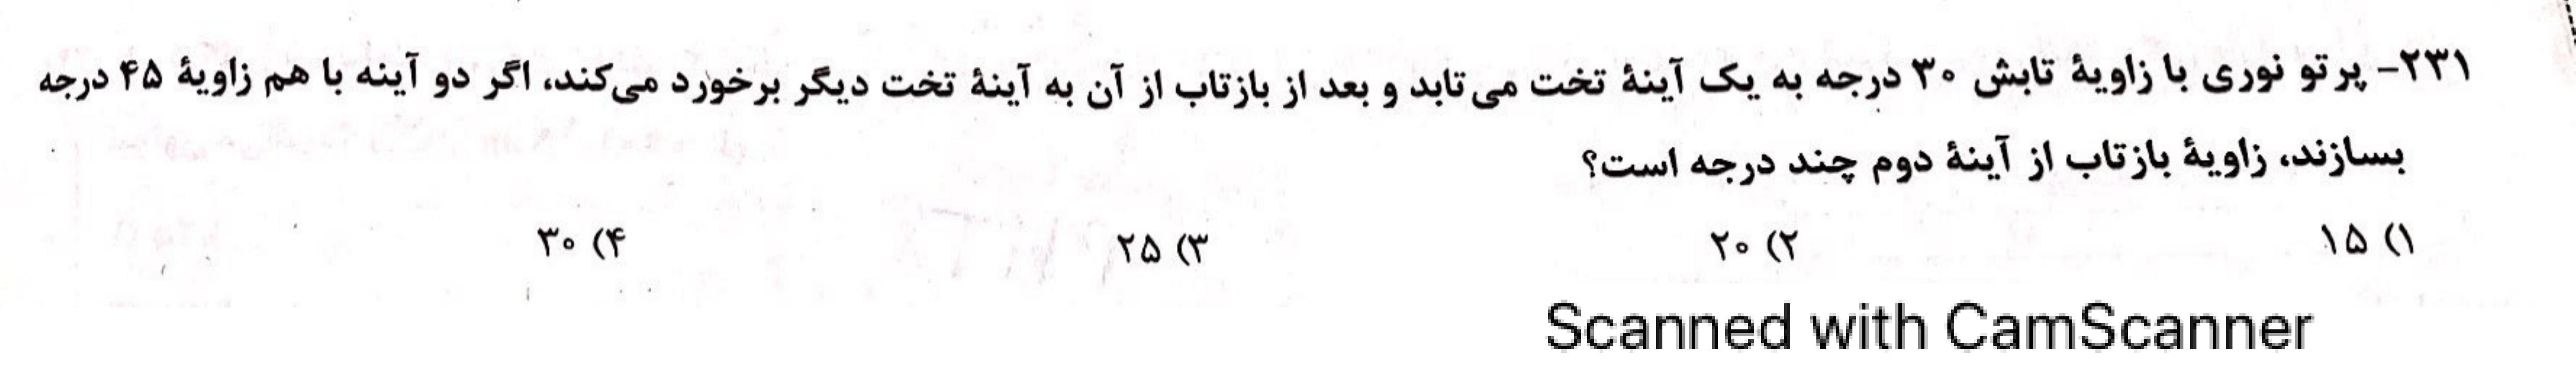 ۲۳۱- پرتو نوری با زاویهٔ تابش ۳۰ درجه به یک آینهٔ تخت می‌تابد و بعد از بازتاب از آن به آینهٔ تخت دیگر برخورد می‌کند، اگر دو آینه با هم زاویهٔ ۴۵ درجه
بسازند، زاویهٔ بازتاب از آینهٔ دوم چند درجه است؟
۱) ۱۵ ۲) ۲۰ ۳) ۲۵ ۴) ۳۰
Scanned with CamScanner